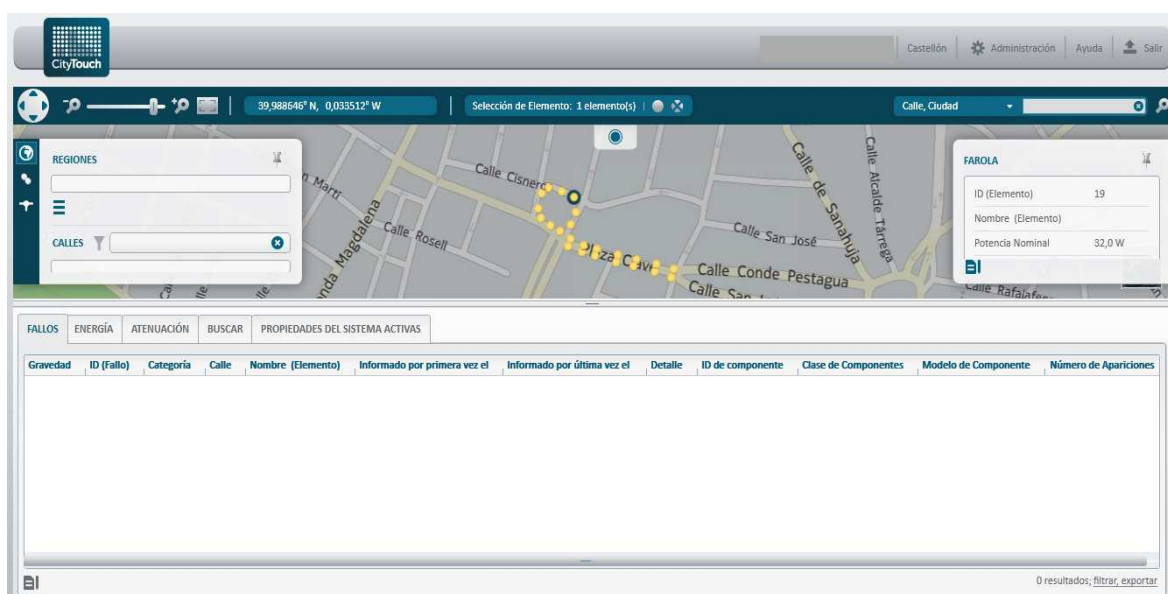 CityTouch
Castellón
Administración
Ayuda
Salir
39,988646° N, 0,033512° W
Selección de Elemento: 1 elemento(s)
Calle, Ciudad
REGIONES
CALLES
Calle Cisneros
Calle Rosell
Calle San José
Calle de Sanahuja
Calle Alcalde Tárrega
Calle Conde Pestagua
FAROLA
ID (Elemento) 19
Nombre (Elemento)
Potencia Nominal 32,0 W
FALLOS ENERGÍA ATENUACIÓN BUSCAR PROPIEDADES DEL SISTEMA ACTIVAS
Gravedad ID (Fallo) Categoría Calle Nombre (Elemento) Informado por primera vez el Informado por última vez el Detalle ID de componente Clase de Componentes Modelo de Componente Número de Apariciones
0 resultados; filtrar, exportar